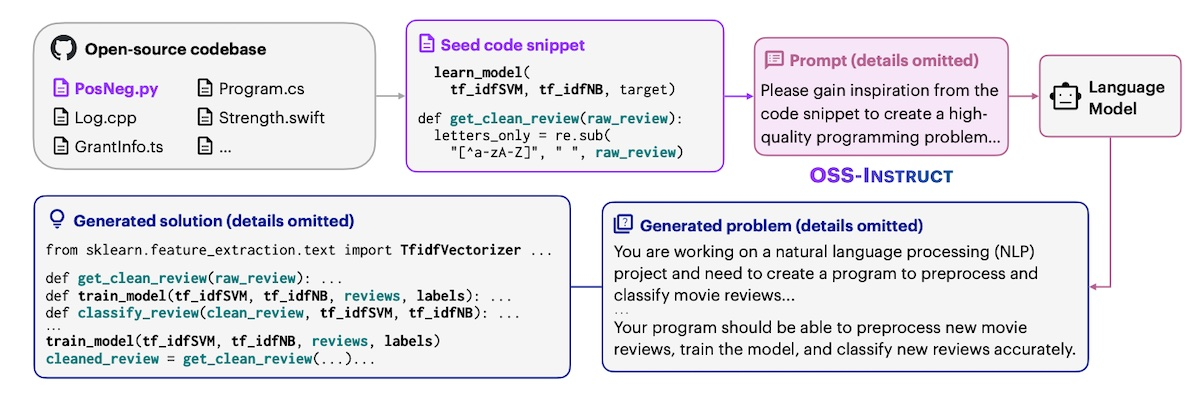 Open-source codebase
PosNeg.py
Program.cs
Log.cpp
Strength.swift
GrantInfo.ts
...
Seed code snippet
learn_model(
tf_idfSVM, tf_idfNB, target)
def get_clean_review(raw_review):
letters_only = re.sub(
"[^a-zA-Z]", " ", raw_review)
Prompt (details omitted)
Please gain inspiration from the
code snippet to create a high-
quality programming problem...
OSS-INSTRUCT
Language
Model
Generated problem (details omitted)
You are working on a natural language processing (NLP)
project and need to create a program to preprocess and
classify movie reviews...
...
Your program should be able to preprocess new movie
reviews, train the model, and classify new reviews accurately.
Generated solution (details omitted)
from sklearn.feature_extraction.text import TfidfVectorizer ...
def get_clean_review(raw_review): ...
def train_model(tf_idfSVM, tf_idfNB, reviews, labels): ...
def classify_review(clean_review, tf_idfSVM, tf_idfNB): ...
...
train_model(tf_idfSVM, tf_idfNB, reviews, labels)
cleaned_review = get_clean_review(...)...